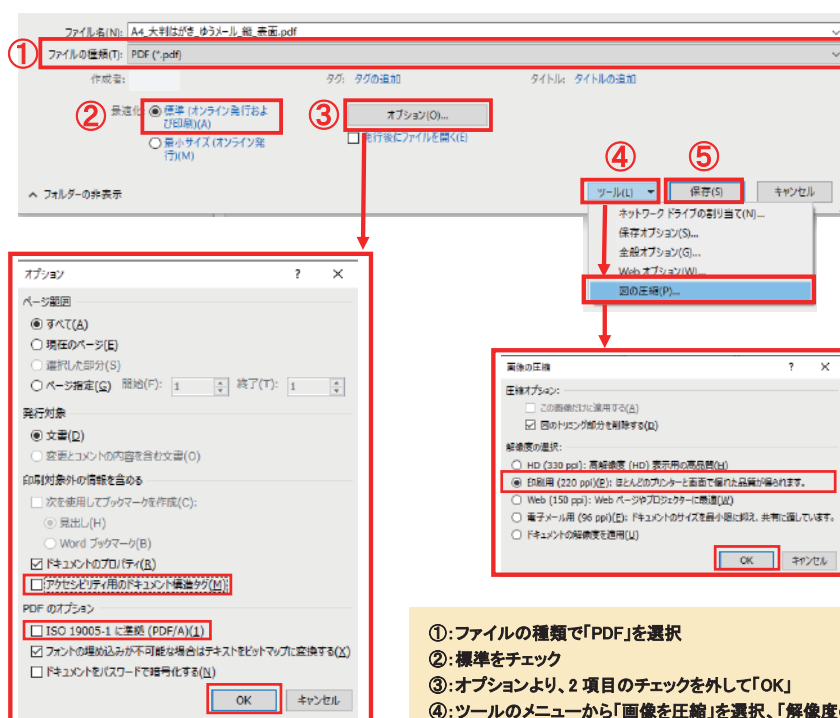 ファイル名(N): A4_大判はがき_ゆうメール_縦_表面.pdf
① ファイルの種類(T): PDF (*.pdf)
作成者: タグ: タグの追加 タイトル: タイトルの追加
最適化: ② 標準 (オンライン発行およ
び印刷)(A)
③ オプション(O)...
最小サイズ (オンライン発
行)(M)
発行後にファイルを開く(E)
④ ⑤
フォルダーの非表示
ツール(L) 保存(S) キャンセル
ネットワーク ドライブの割り当て(N)...
保存オプション(S)...
全般オプション(G)...
Web オプション(W)...
図の圧縮(P)...
オプション ? ×
ページ範囲
すべて(A)
現在のページ(E)
選択した部分(S)
ページ指定(G) 開始(F): 1 終了(T): 1
発行対象
文書(D)
変更とコメントの内容を含む文書(O)
印刷対象外の情報を含める
次を使用してブックマークを作成(C):
見出し(H)
Word ブックマーク(B)
ドキュメントのプロパティ(R)
アクセシビリティ用のドキュメント構造タグ(M)
PDF のオプション
ISO 19005-1 に準拠 (PDF/A)(1)
フォントの埋め込みが不可能な場合はテキストをビットマップに変換する(X)
ドキュメントをパスワードで暗号化する(N)
OK キャンセル
画像の圧縮 ? ×
圧縮オプション:
この画像だけに適用する(A)
図のトリミング部分を削除する(D)
解像度の選択:
HD (330 ppi): 高解像度 (HD) 表示用の高品質(H)
印刷用 (220 ppi)(P): ほとんどのプリンターと画面で優れた品質が得られます。
Web (150 ppi): Web ページやプロジェクターに最適(W)
電子メール用 (96 ppi)(E): ドキュメントのサイズを最小限に抑え、共有に適しています。
ドキュメントの解像度を適用(U)
OK キャンセル
①:ファイルの種類で「PDF」を選択
②:標準をチェック
③:オプションより、2 項目のチェックを外して「OK」
④:ツールのメニューから「画像を圧縮」を選択、「解像度